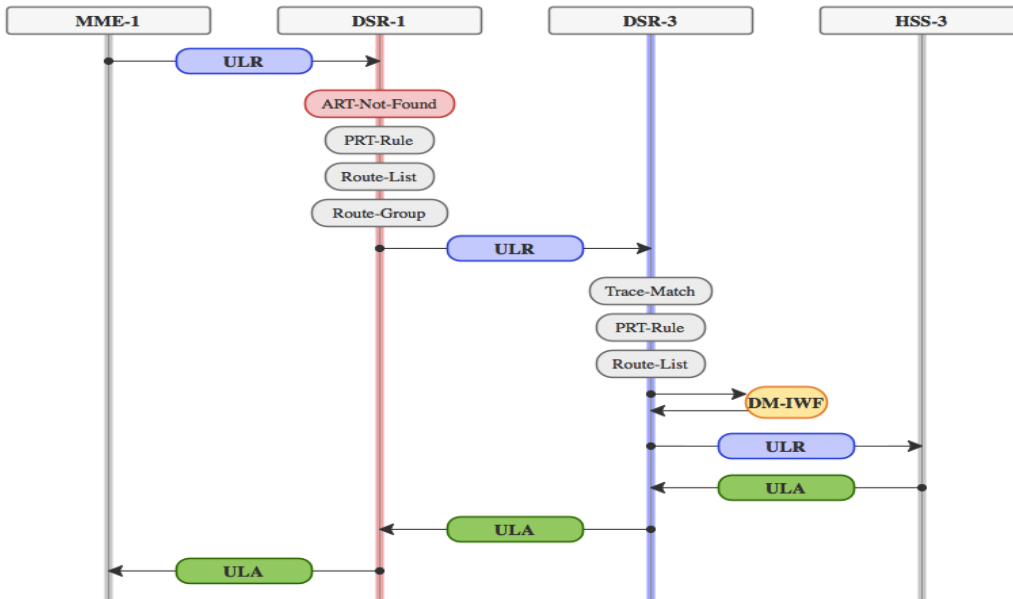 MME-1
DSR-1
DSR-3
HSS-3
ULR
ART-Not-Found
PRT-Rule
Route-List
Route-Group
ULR
Trace-Match
PRT-Rule
Route-List
DM-IWF
ULR
ULA
ULA
ULA